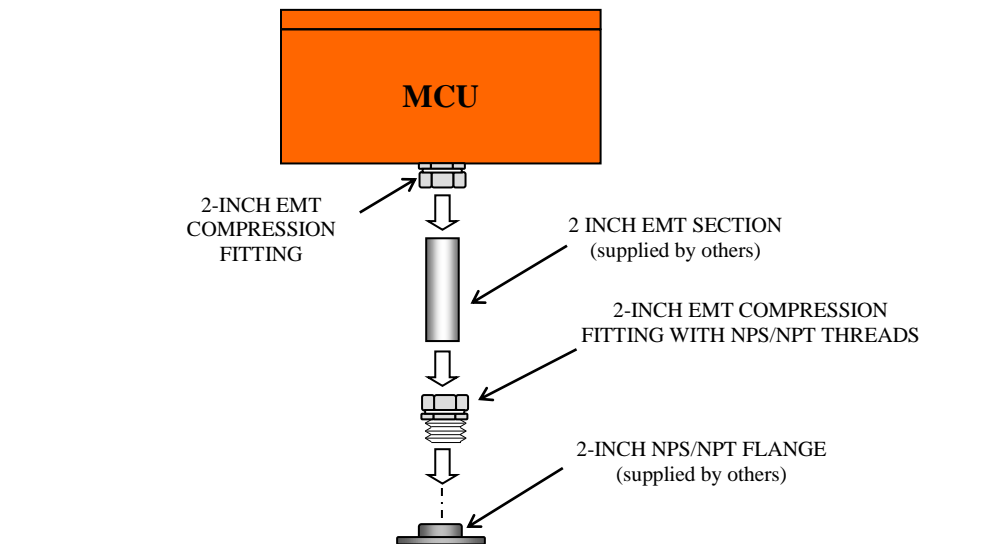 MCU
2-INCH EMT
COMPRESSION
FITTING
2 INCH EMT SECTION
(supplied by others)
2-INCH EMT COMPRESSION
FITTING WITH NPS/NPT THREADS
2-INCH NPS/NPT FLANGE
(supplied by others)